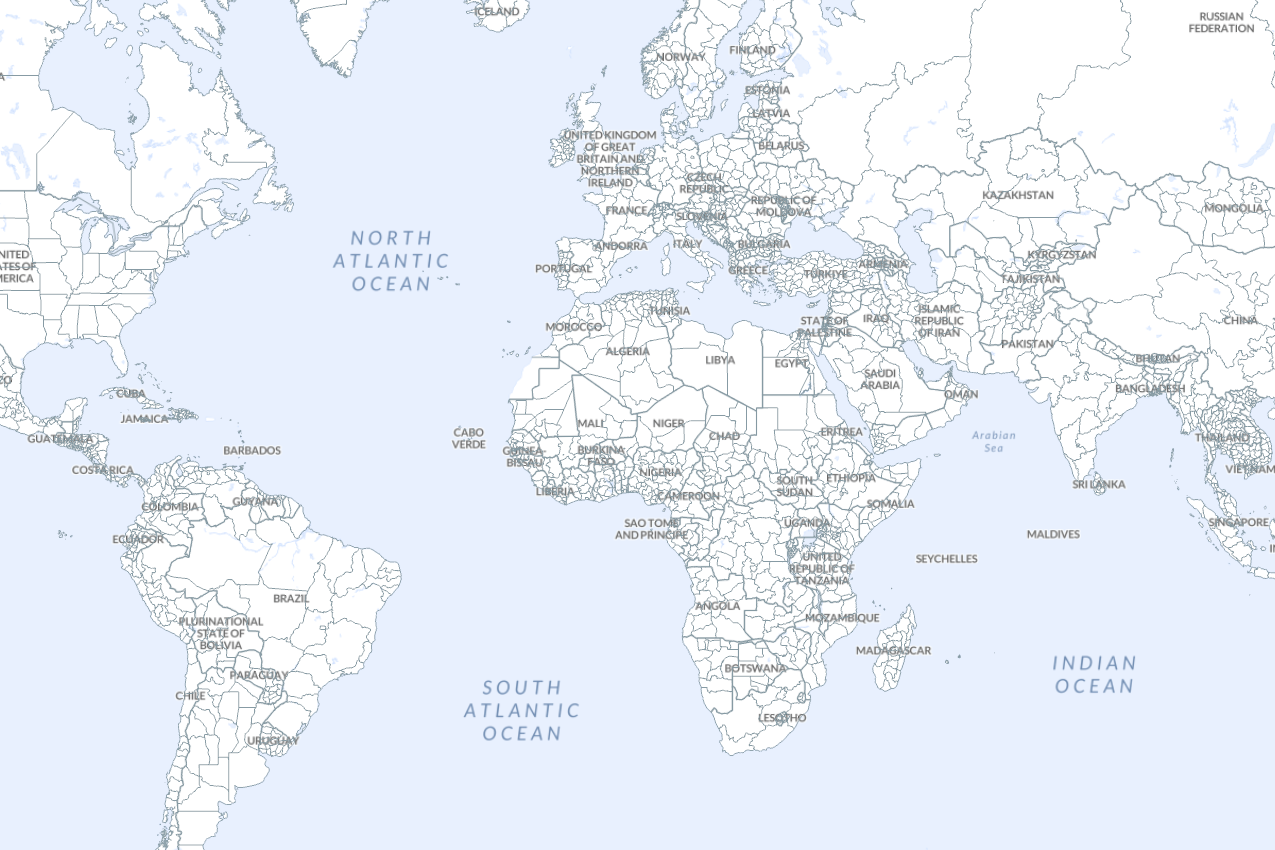 ICELAND
RUSSIAN
FEDERATION
NORWAY
FINLAND
ESTONIA
LATVIA
BELARUS
UNITED KINGDOM
OF GREAT
BRITAIN AND
NORTHERN
IRELAND
CZECH
REPUBLIC
REPUBLIC OF
MOLDOVA
FRANCE
SLOVENIA
KAZAKHSTAN
MONGOLIA
NORTH
ATLANTIC
OCEAN
ANDORRA
ITALY
BULGARIA
PORTUGAL
GREECE
TÜRKIYE
ARMENIA
KYRGYZSTAN
TAJIKISTAN
NITED
TES OF
MERICA
TUNISIA
MOROCCO
STATE OF
PALESTINE
IRAQ
ISLAMIC
REPUBLIC
OF IRAN
PAKISTAN
CHINA
ALGERIA
LIBYA
EGYPT
SAUDI
ARABIA
OMAN
BHUTAN
BANGLADESH
ZO
CUBA
JAMAICA
GUATEMALA
BARBADOS
COSTA RICA
CABO
VERDE
MALI
NIGER
CHAD
ERITREA
Arabian
Sea
THAILAND
VIET NAM
GUINEA-
BISSAU
BURKINA
FASO
NIGERIA
LIBERIA
CAMEROON
SOUTH
SUDAN
ETHIOPIA
SOMALIA
SRI LANKA
COLOMBIA
GUYANA
ECUADOR
SAO TOME
AND PRINCIPE
UGANDA
MALDIVES
SINGAPORE
SEYCHELLES
UNITED
REPUBLIC OF
TANZANIA
BRAZIL
ANGOLA
MOZAMBIQUE
PLURINATIONAL
STATE OF
BOLIVIA
MADAGASCAR
PARAGUAY
CHILE
BOTSWANA
SOUTH
ATLANTIC
OCEAN
INDIAN
OCEAN
LESOTHO
URUGUAY